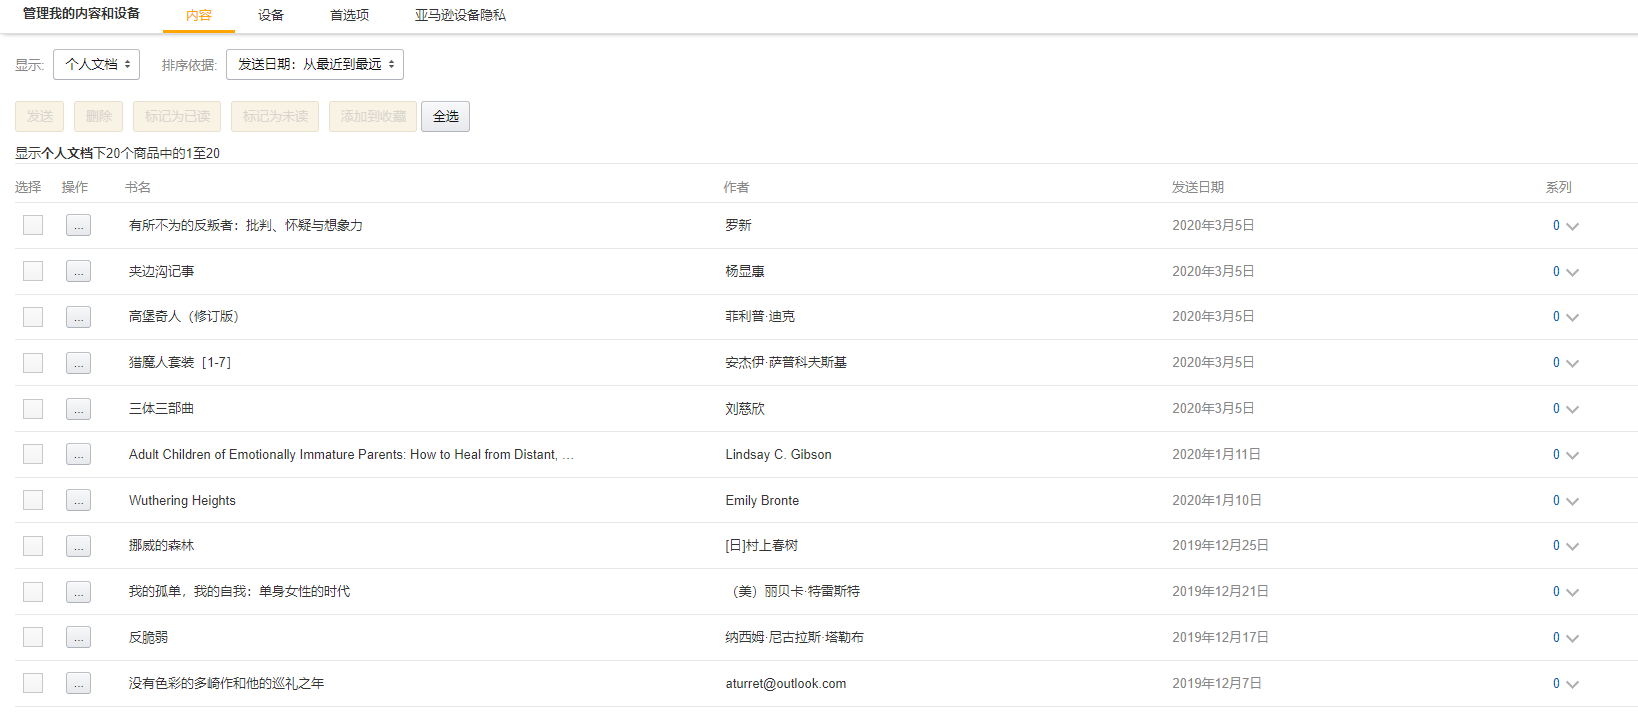 管理我的内容和设备 内容 设备 首选项 亚马逊设备隐私
显示: 个人文档 排序依据: 发送日期：从最近到最远
发送 删除 标记为已读 标记为未读 添加到收藏 全选
显示个人文档下20个商品中的1至20
选择 操作 书名 作者 发送日期 系列
... 有所不为的反叛者：批判、怀疑与想象力 罗新 2020年3月5日 0
... 夹边沟记事 杨显惠 2020年3月5日 0
... 高堡奇人（修订版） 菲利普·迪克 2020年3月5日 0
... 猎魔人套装［1-7］ 安杰伊·萨普科夫斯基 2020年3月5日 0
... 三体三部曲 刘慈欣 2020年3月5日 0
... Adult Children of Emotionally Immature Parents: How to Heal from Distant, ... Lindsay C. Gibson 2020年1月11日 0
... Wuthering Heights Emily Bronte 2020年1月10日 0
... 挪威的森林 [日]村上春树 2019年12月25日 0
... 我的孤单，我的自我：单身女性的时代 （美）丽贝卡·特雷斯特 2019年12月21日 0
... 反脆弱 纳西姆·尼古拉斯·塔勒布 2019年12月17日 0
... 没有色彩的多崎作和他的巡礼之年 aturret@outlook.com 2019年12月7日 0